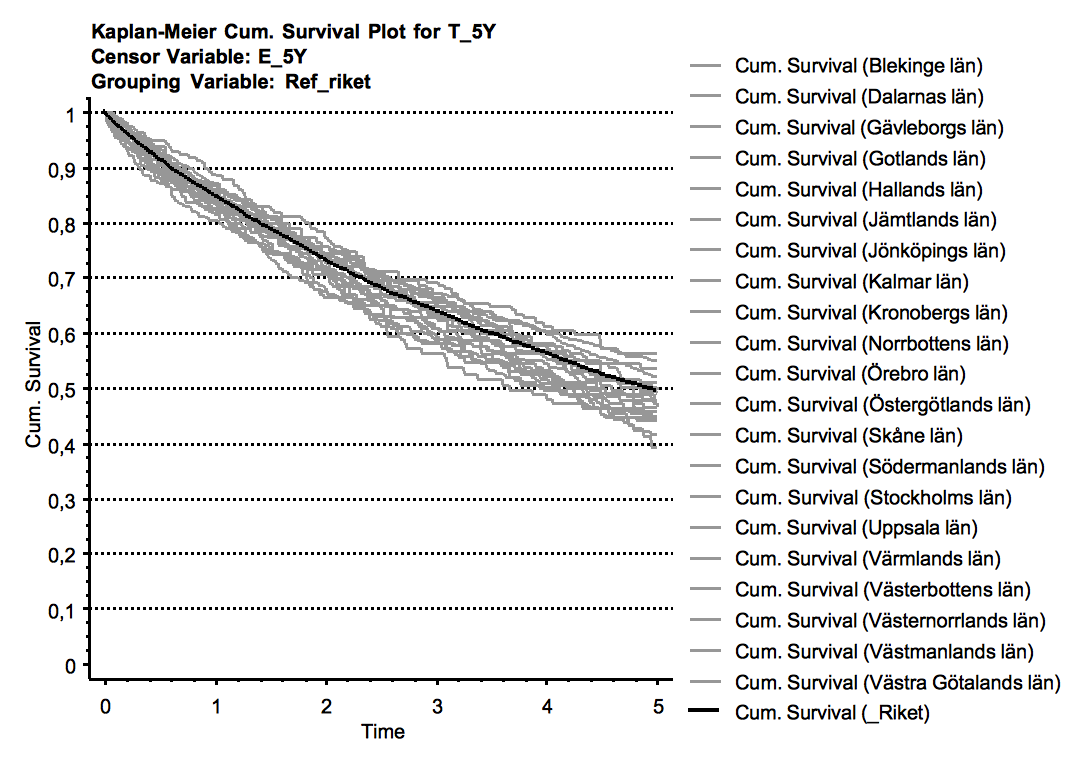 Kaplan-Meier Cum. Survival Plot for T_5Y
Censor Variable: E_5Y
Grouping Variable: Ref_riket
1
0,9
0,8
0,7
0,6
0,5
0,4
0,3
0,2
0,1
0
Cum. Survival
0 1 2 3 4 5
Time
Cum. Survival (Blekinge län)
Cum. Survival (Dalarnas län)
Cum. Survival (Gävleborgs län)
Cum. Survival (Gotlands län)
Cum. Survival (Hallands län)
Cum. Survival (Jämtlands län)
Cum. Survival (Jönköpings län)
Cum. Survival (Kalmar län)
Cum. Survival (Kronobergs län)
Cum. Survival (Norrbottens län)
Cum. Survival (Örebro län)
Cum. Survival (Östergötlands län)
Cum. Survival (Skåne län)
Cum. Survival (Södermanlands län)
Cum. Survival (Stockholms län)
Cum. Survival (Uppsala län)
Cum. Survival (Värmlands län)
Cum. Survival (Västerbottens län)
Cum. Survival (Västernorrlands län)
Cum. Survival (Västmanlands län)
Cum. Survival (Västra Götalands län)
Cum. Survival (_Riket)